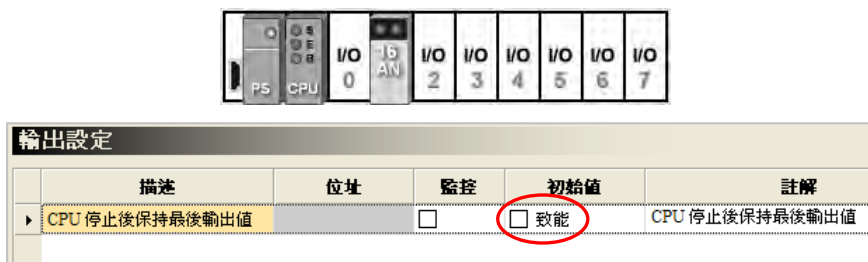 S
E
B
PS CPU I/O 0 16 AN I/O 2 I/O 3 I/O 4 I/O 5 I/O 6 I/O 7
輸出設定
描述 位址 監控 初始值 註解
CPU 停止後保持最後輸出值 致能 CPU 停止後保持最後輸出值